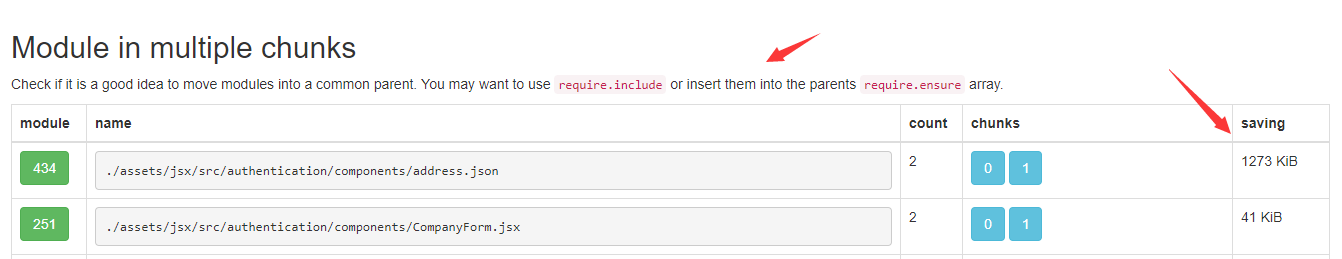 Module in multiple chunks
Check if it is a good idea to move modules into a common parent. You may want to use require.include or insert them into the parents require.ensure array.
module name count chunks saving
434 ./assets/jsx/src/authentication/components/address.json 2 0 1 1273 KiB
251 ./assets/jsx/src/authentication/components/CompanyForm.jsx 2 0 1 41 KiB